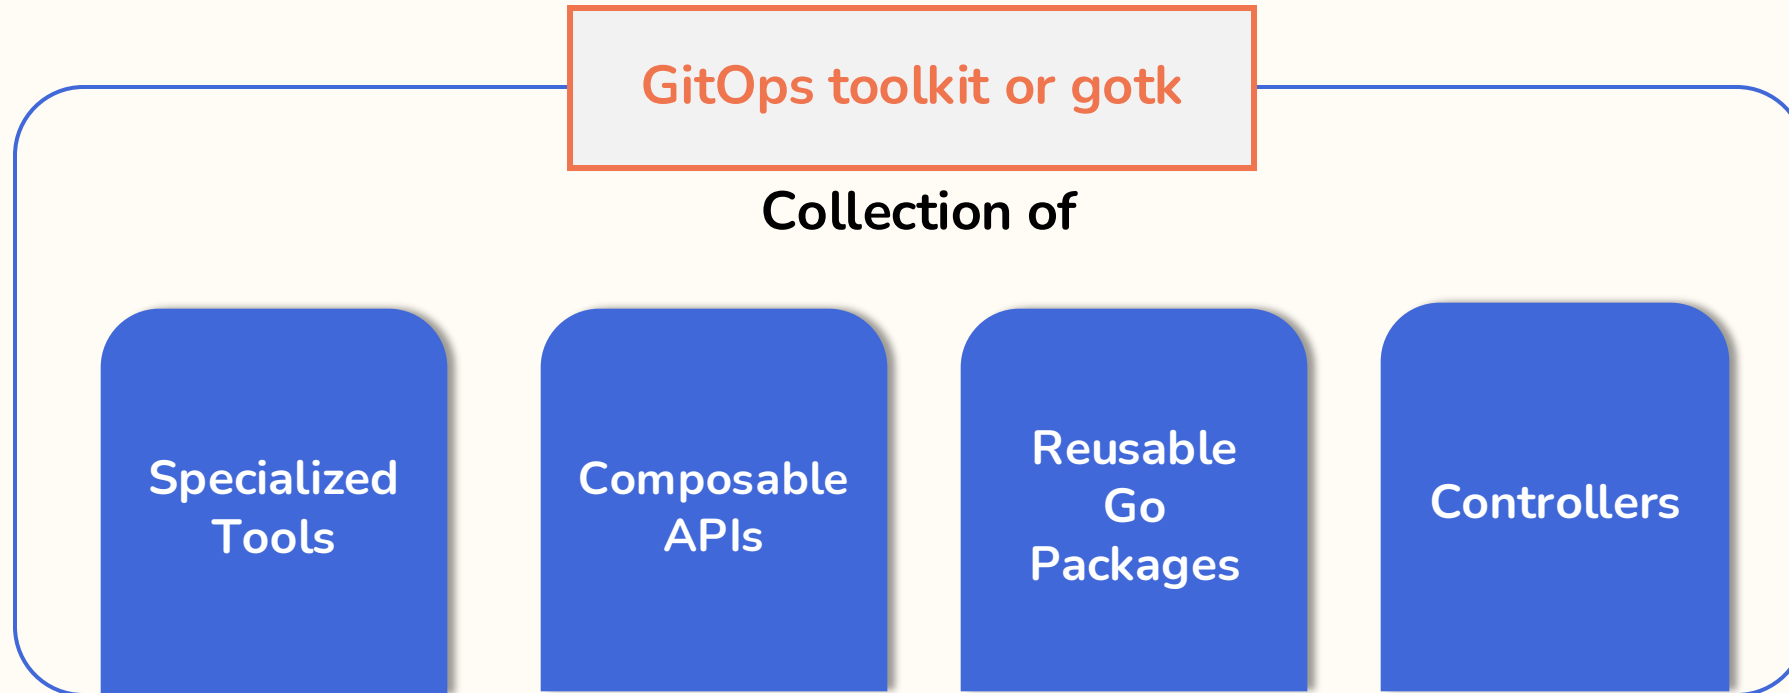 GitOps toolkit or gotk
Collection of
Specialized
Tools
Composable
APIs
Reusable
Go
Packages
Controllers